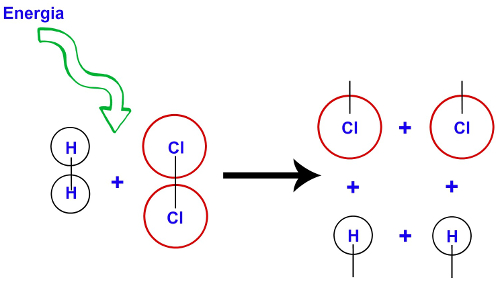 Energia
Cl + Cl
H + Cl
+ +
H Cl
H + H